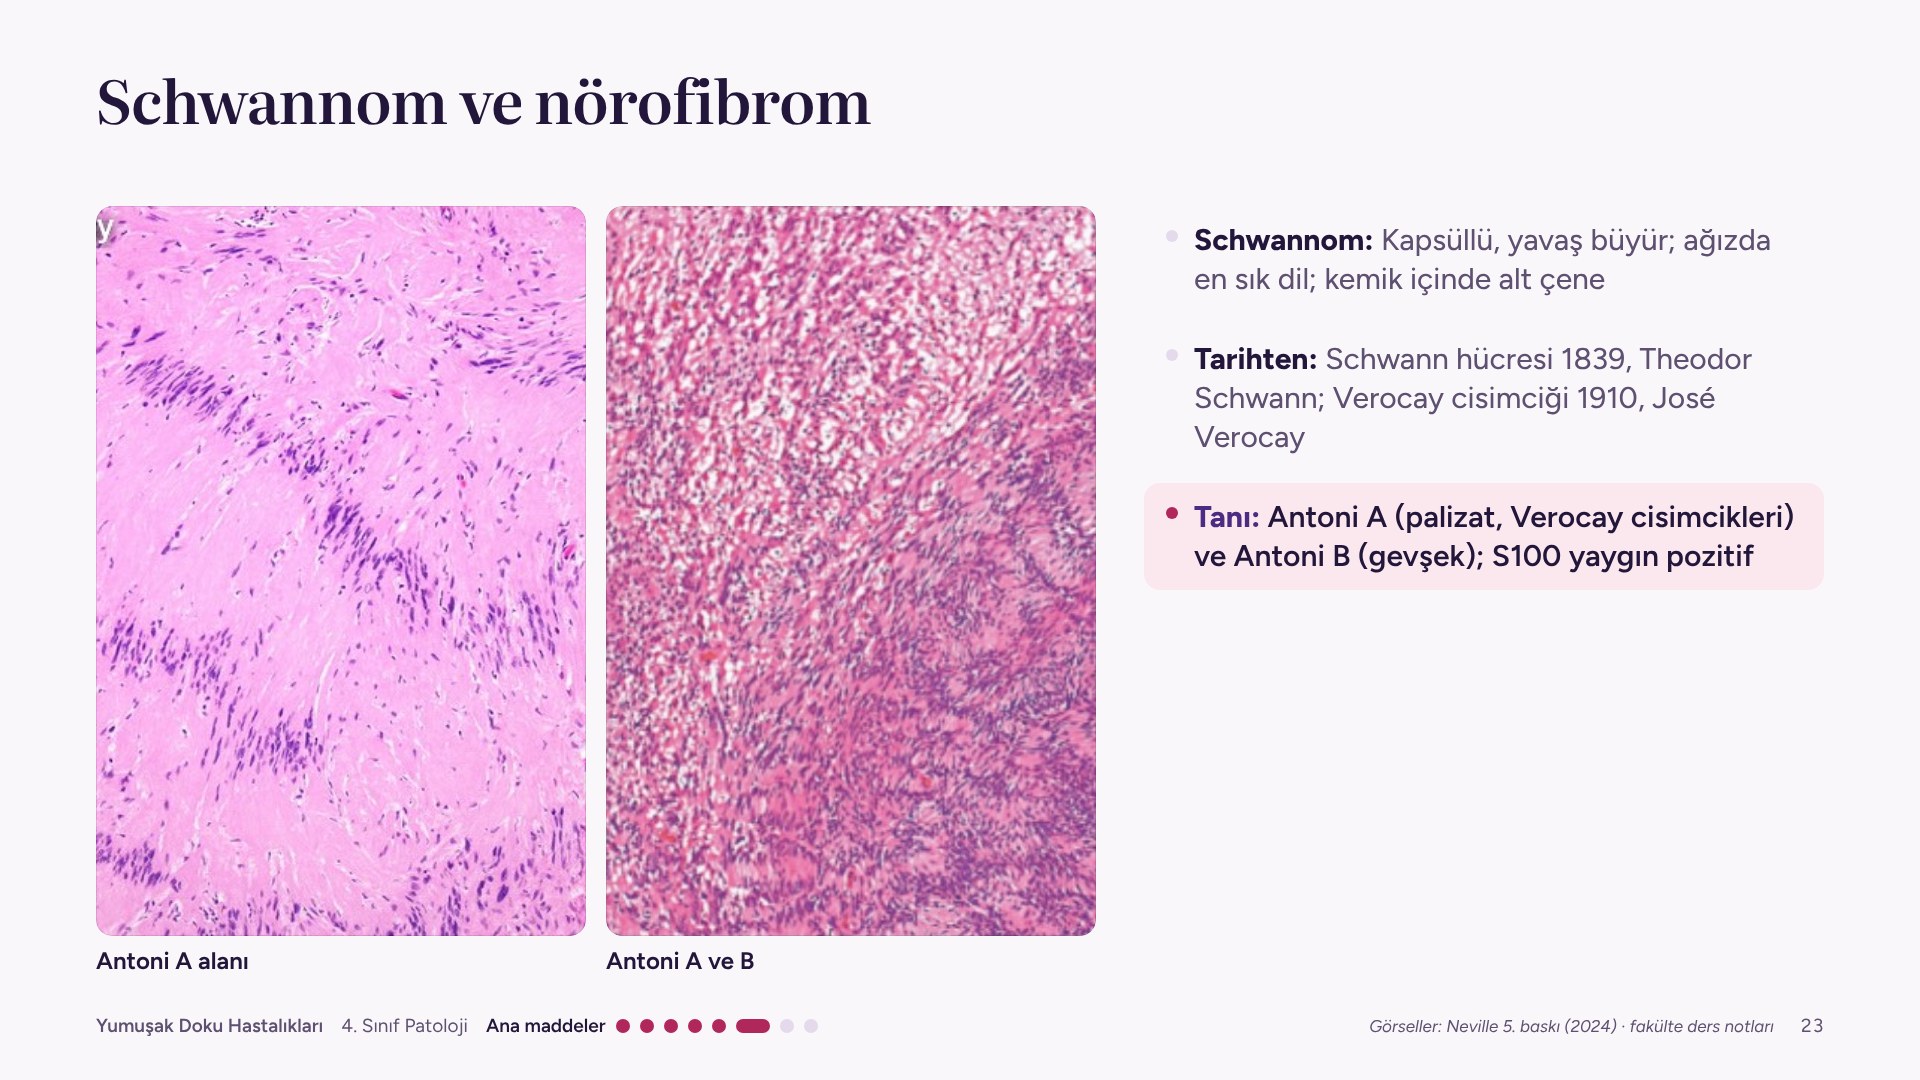 Schwannom ve nörofibrom
y
Schwannom: Kapsüllü, yavaş büyür; ağızda
en sık dil; kemik içinde alt çene
Tarihten: Schwann hücresi 1839, Theodor
Schwann; Verocay cisimciği 1910, José
Verocay
Tanı: Antoni A (palizat, Verocay cisimcikleri)
ve Antoni B (gevşek); S100 yaygın pozitif
Antoni A alanı
Antoni A ve B
Yumuşak Doku Hastalıkları 4. Sınıf Patoloji Ana maddeler
Görseller: Neville 5. baskı (2024) · fakülte ders notları 23